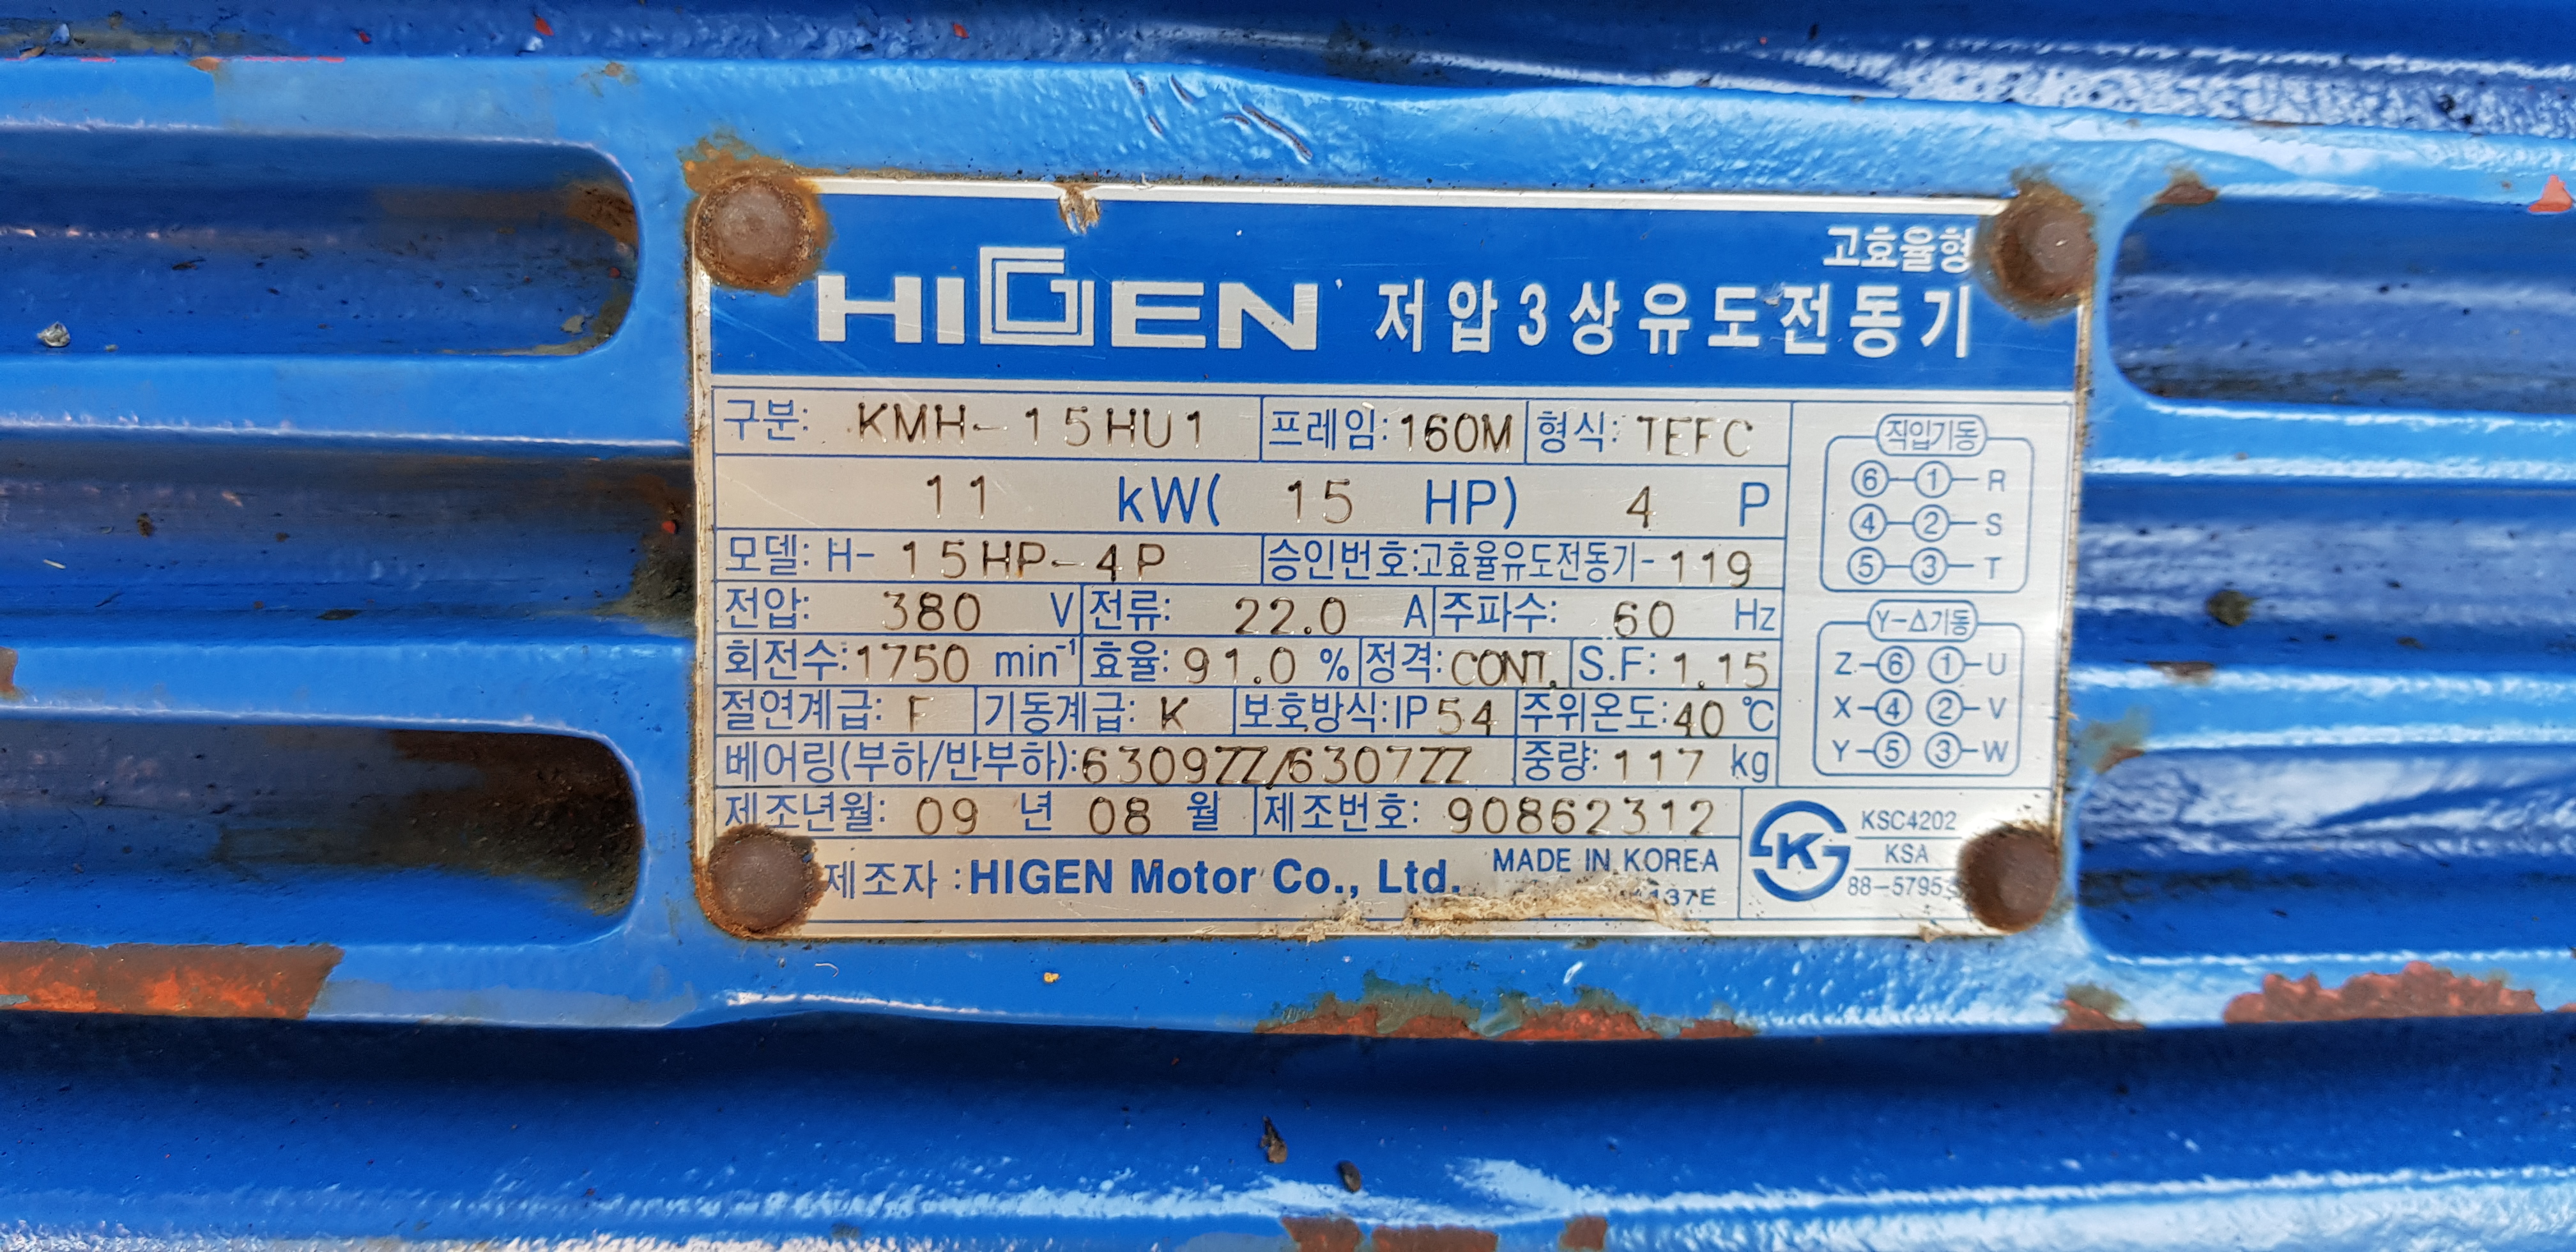 고효율형
HIGEN 저압3상유도전동기
구분: KMH-15HU1 프레임: 160M 형식: TEFC
11 kW( 15 HP) 4 P
모델: H- 15HP-4P 승인번호:고효율유도전동기-119
전압: 380 V 전류: 22.0 A 주파수: 60 Hz
회전수:1750 min⁻¹ 효율: 91.0 % 정격: CONT. S.F: 1.15
절연계급: F 기동계급: K 보호방식:IP54 주위온도:40 ℃
베어링(부하/반부하):6309ZZ/6307ZZ 중량: 117 kg
제조년월: 09 년 08 월 제조번호: 90862312
제조자 :HIGEN Motor Co., Ltd. MADE IN KOREA
직입기동
⑥-①-R
④-②-S
⑤-③-T
Y-Δ기동
Z-⑥ ①-U
X-④ ②-V
Y-⑤ ③-W
K
KSC4202
KSA